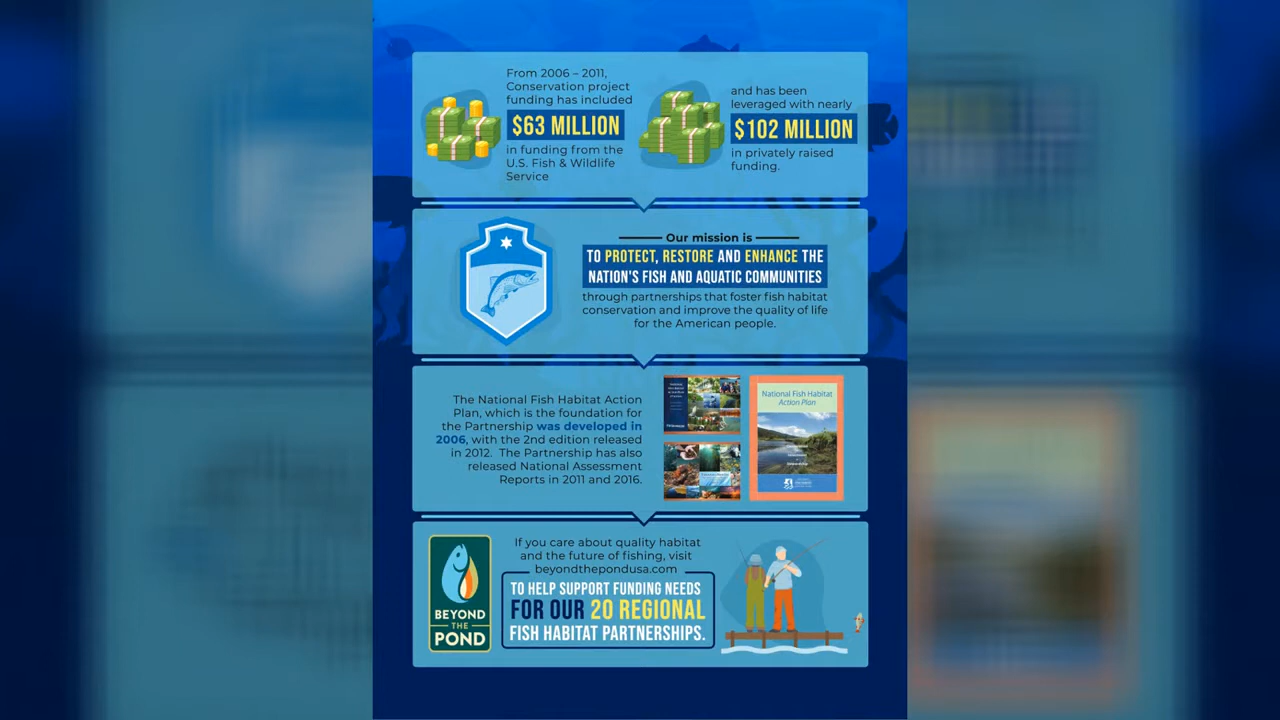 From 2006 – 2011,
Conservation project
funding has included
$63 MILLION
in funding from the
U.S. Fish & Wildlife
Service
and has been
leveraged with nearly
$102 MILLION
in privately raised
funding.
Our mission is
TO PROTECT, RESTORE AND ENHANCE THE
NATION'S FISH AND AQUATIC COMMUNITIES
through partnerships that foster fish habitat
conservation and improve the quality of life
for the American people.
The National Fish Habitat Action
Plan, which is the foundation for
the Partnership was developed in
2006, with the 2nd edition released
in 2012. The Partnership has also
released National Assessment
Reports in 2011 and 2016.
National Fish Habitat
Action Plan
BEYOND
THE
POND
If you care about quality habitat
and the future of fishing, visit
beyondthepondusa.com
TO HELP SUPPORT FUNDING NEEDS
FOR OUR 20 REGIONAL
FISH HABITAT PARTNERSHIPS.